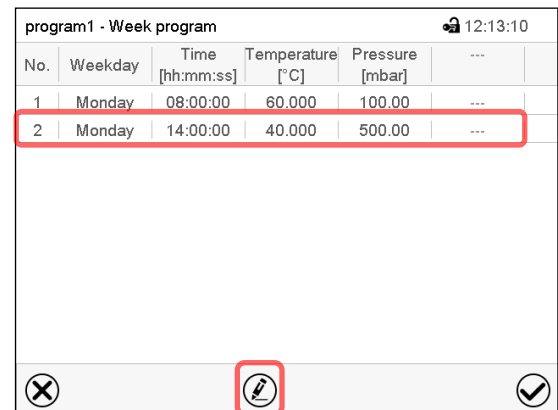 program1 - Week program 12:13:10
No. Weekday Time [hh:mm:ss] Temperature [°C] Pressure [mbar] ---
1 Monday 08:00:00 60.000 100.00 ---
2 Monday 14:00:00 40.000 500.00 ---